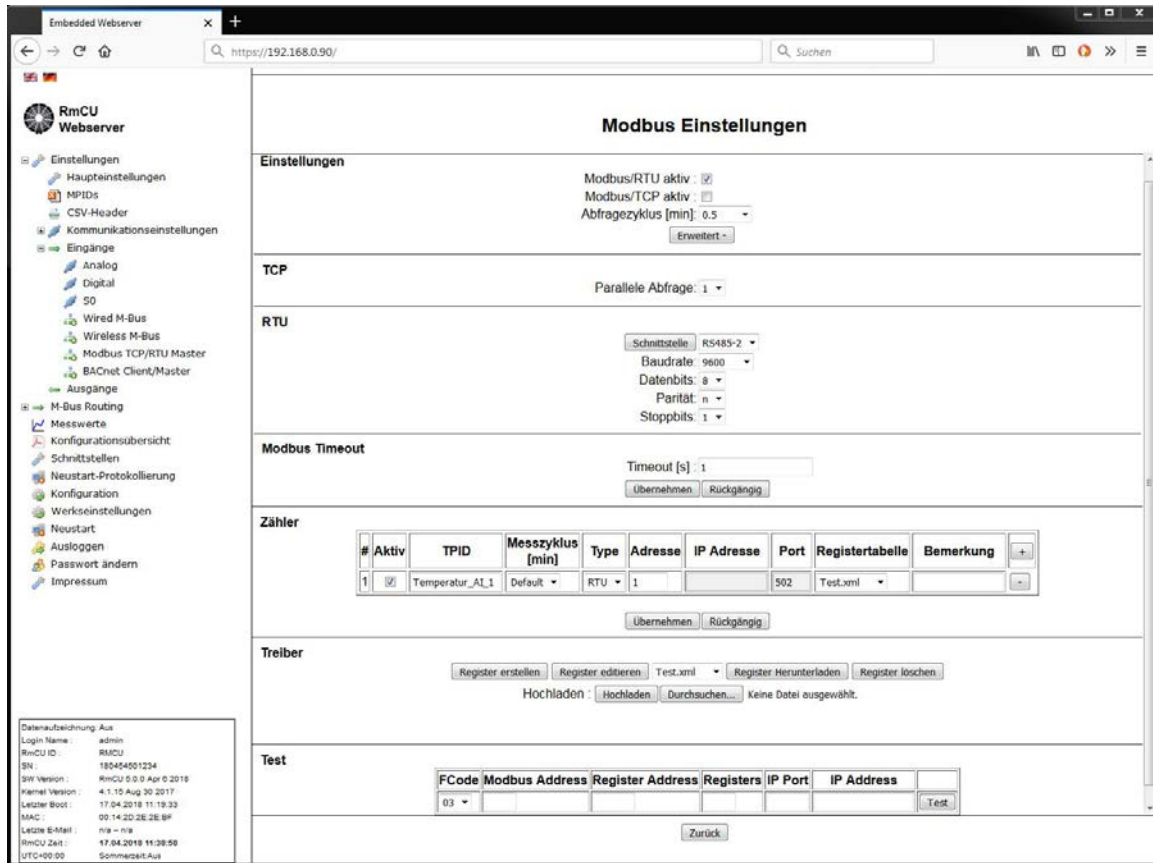 Embedded Webserver
https://192.168.0.90/
Suchen
RmCU
Webserver
Einstellungen
Haupteinstellungen
MPIDs
CSV-Header
Kommunikationseinstellungen
Eingänge
Analog
Digital
S0
Wired M-Bus
Wireless M-Bus
Modbus TCP/RTU Master
BACnet Client/Master
Ausgänge
M-Bus Routing
Messwerte
Konfigurationsübersicht
Schnittstellen
Neustart-Protokollierung
Konfiguration
Werkseinstellungen
Neustart
Ausloggen
Passwort ändern
Impressum
Datenaufzeichnung: Aus
Login Name : admin
RmCU ID : RMCU
SN : 180454501234
SW Version : RmCU 5.0.0 Apr 6 2018
Kernel Version : 4.1.15 Aug 30 2017
Letzter Boot : 17.04.2018 11:19:33
MAC : 00:14:2D:2E:2E:BF
Letzte E-Mail : n/a – n/a
RmCU Zeit : 17.04.2018 11:38:58
UTC+00:00 Sommerzeit:Aus
Modbus Einstellungen
Einstellungen
Modbus/RTU aktiv :
Modbus/TCP aktiv :
Abfragezyklus [min]: 0.5
Erweitert -
TCP
Parallele Abfrage: 1
RTU
Schnittstelle RS485-2
Baudrate: 9600
Datenbits: 8
Parität: n
Stoppbits: 1
Modbus Timeout
Timeout [s] : 1
Übernehmen Rückgängig
Zähler
# Aktiv TPID Messzyklus [min] Type Adresse IP Adresse Port Registertabelle Bemerkung +
1 Temperatur_AI_1 Default RTU 1 502 Test.xml -
Übernehmen Rückgängig
Treiber
Register erstellen Register editieren Test.xml Register Herunterladen Register löschen
Hochladen : Hochladen Durchsuchen... Keine Datei ausgewählt.
Test
FCode Modbus Address Register Address Registers IP Port IP Address
03 Test
Zurück